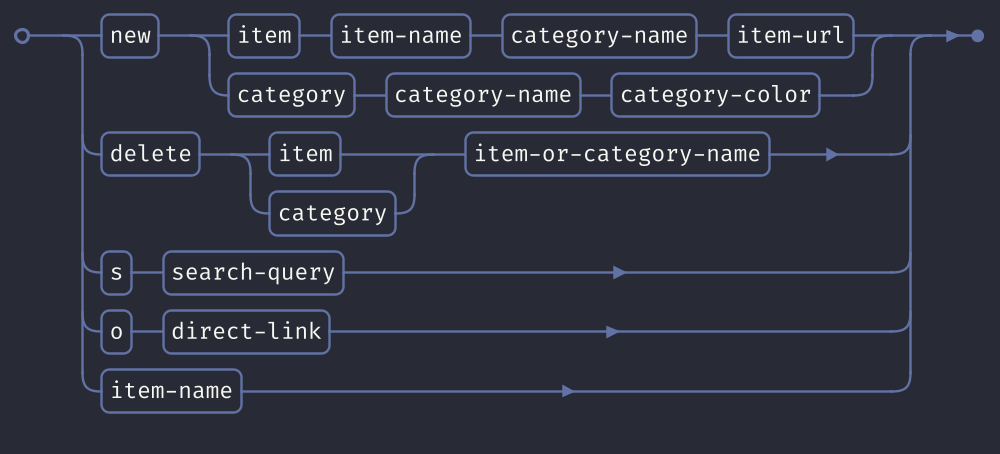 new item item-name category-name item-url
category category-name category-color
delete item item-or-category-name
category
s search-query
o direct-link
item-name